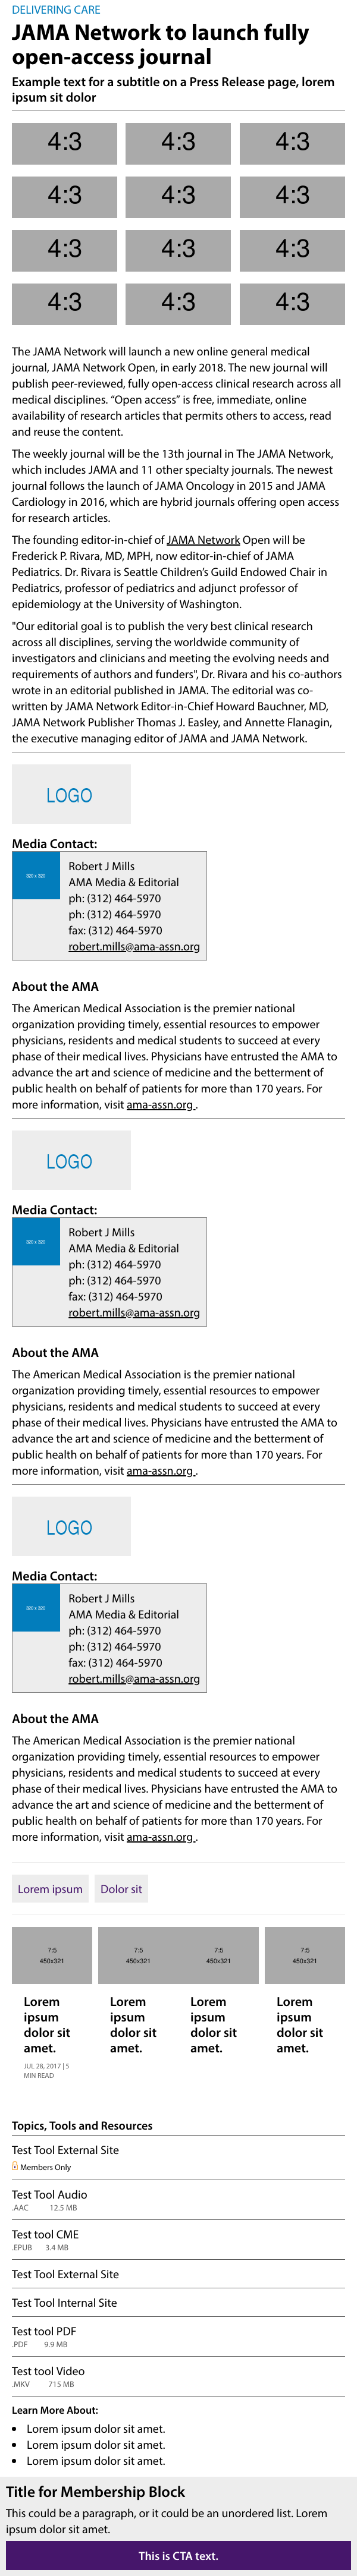 DELIVERING CARE
JAMA Network to launch fully
open-access journal
Example text for a subtitle on a Press Release page, lorem
ipsum sit dolor
4:3 4:3 4:3
4:3 4:3 4:3
4:3 4:3 4:3
4:3 4:3 4:3
The JAMA Network will launch a new online general medical
journal, JAMA Network Open, in early 2018. The new journal will
publish peer-reviewed, fully open-access clinical research across all
medical disciplines. “Open access” is free, immediate, online
availability of research articles that permits others to access, read
and reuse the content.
The weekly journal will be the 13th journal in The JAMA Network,
which includes JAMA and 11 other specialty journals. The newest
journal follows the launch of JAMA Oncology in 2015 and JAMA
Cardiology in 2016, which are hybrid journals offering open access
for research articles.
The founding editor-in-chief of JAMA Network Open will be
Frederick P. Rivara, MD, MPH, now editor-in-chief of JAMA
Pediatrics. Dr. Rivara is Seattle Children’s Guild Endowed Chair in
Pediatrics, professor of pediatrics and adjunct professor of
epidemiology at the University of Washington.
"Our editorial goal is to publish the very best clinical research
across all disciplines, serving the worldwide community of
investigators and clinicians and meeting the evolving needs and
requirements of authors and funders", Dr. Rivara and his co-authors
wrote in an editorial published in JAMA. The editorial was co-
written by JAMA Network Editor-in-Chief Howard Bauchner, MD,
JAMA Network Publisher Thomas J. Easley, and Annette Flanagin,
the executive managing editor of JAMA and JAMA Network.
LOGO
Media Contact:
320 x 320
Robert J Mills
AMA Media & Editorial
ph: (312) 464-5970
ph: (312) 464-5970
fax: (312) 464-5970
robert.mills@ama-assn.org
About the AMA
The American Medical Association is the premier national
organization providing timely, essential resources to empower
physicians, residents and medical students to succeed at every
phase of their medical lives. Physicians have entrusted the AMA to
advance the art and science of medicine and the betterment of
public health on behalf of patients for more than 170 years. For
more information, visit ama-assn.org .
LOGO
Media Contact:
320 x 320
Robert J Mills
AMA Media & Editorial
ph: (312) 464-5970
ph: (312) 464-5970
fax: (312) 464-5970
robert.mills@ama-assn.org
About the AMA
The American Medical Association is the premier national
organization providing timely, essential resources to empower
physicians, residents and medical students to succeed at every
phase of their medical lives. Physicians have entrusted the AMA to
advance the art and science of medicine and the betterment of
public health on behalf of patients for more than 170 years. For
more information, visit ama-assn.org .
LOGO
Media Contact:
320 x 320
Robert J Mills
AMA Media & Editorial
ph: (312) 464-5970
ph: (312) 464-5970
fax: (312) 464-5970
robert.mills@ama-assn.org
About the AMA
The American Medical Association is the premier national
organization providing timely, essential resources to empower
physicians, residents and medical students to succeed at every
phase of their medical lives. Physicians have entrusted the AMA to
advance the art and science of medicine and the betterment of
public health on behalf of patients for more than 170 years. For
more information, visit ama-assn.org .
Lorem ipsum Dolor sit
7:5 7:5 7:5 7:5
450x321 450x321 450x321 450x321
Lorem Lorem Lorem Lorem
ipsum ipsum ipsum ipsum
dolor sit dolor sit dolor sit dolor sit
amet. amet. amet. amet.
JUL 28, 2017 | 5
MIN READ
Topics, Tools and Resources
Test Tool External Site
Members Only
Test Tool Audio
.AAC 12.5 MB
Test tool CME
.EPUB 3.4 MB
Test Tool External Site
Test Tool Internal Site
Test tool PDF
.PDF 9.9 MB
Test tool Video
.MKV 715 MB
Learn More About:
• Lorem ipsum dolor sit amet.
• Lorem ipsum dolor sit amet.
• Lorem ipsum dolor sit amet.
Title for Membership Block
This could be a paragraph, or it could be an unordered list. Lorem
ipsum dolor sit amet.
This is CTA text.